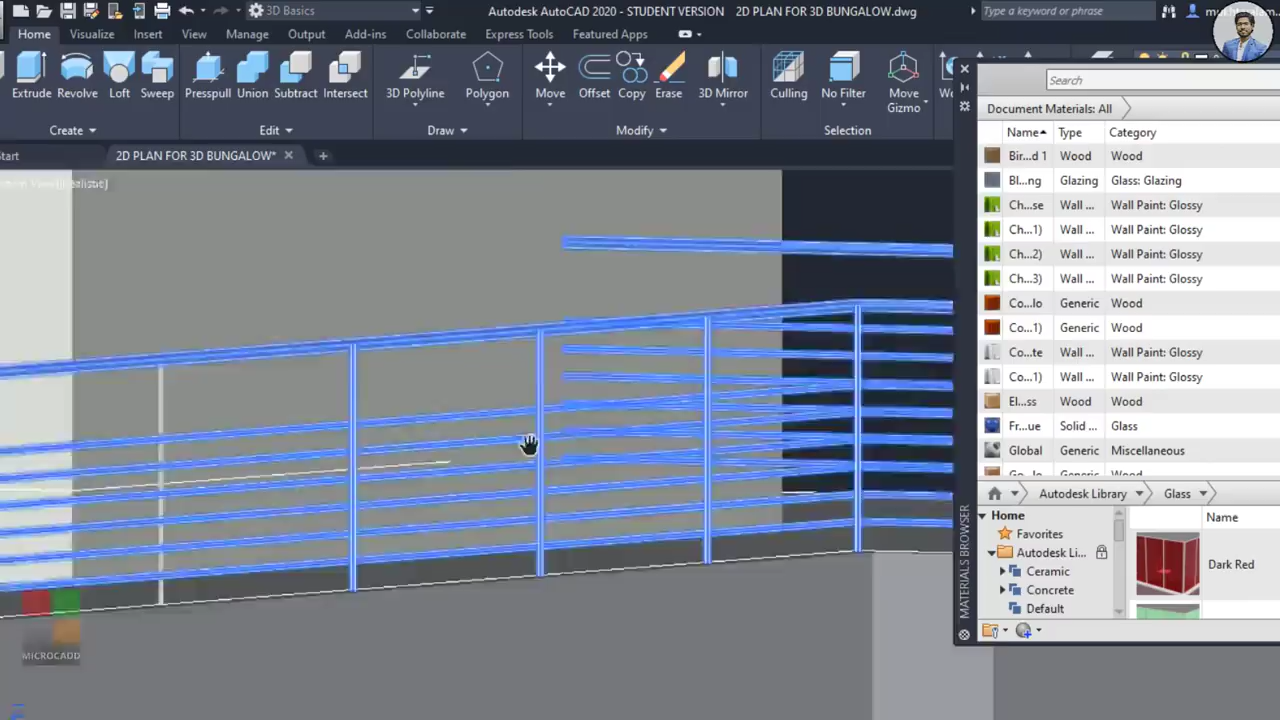 3D Basics
Autodesk AutoCAD 2020 - STUDENT VERSION 2D PLAN FOR 3D BUNGALOW.dwg
Type a keyword or phrase
Home Visualize Insert View Manage Output Add-ins Collaborate Express Tools Featured Apps
Extrude Revolve Loft Sweep Presspull Union Subtract Intersect 3D Polyline Polygon Move Offset Copy Erase 3D Mirror Culling No Filter Move Gizmo
Create Edit Draw Modify Selection
2D PLAN FOR 3D BUNGALOW*
Search
Document Materials: All
Name Type Category
Bir...d 1 Wood Wood
Bl...ng Glazing Glass: Glazing
Ch...se Wall ... Wall Paint: Glossy
Ch...1) Wall ... Wall Paint: Glossy
Ch...2) Wall ... Wall Paint: Glossy
Ch...3) Wall ... Wall Paint: Glossy
Co...lo Generic Wood
Co...1) Generic Wood
Co...te Wall ... Wall Paint: Glossy
Co...1) Wall ... Wall Paint: Glossy
El...ss Wood Wood
Fr...ue Solid ... Glass
Global Generic Miscellaneous
Autodesk Library Glass
Home
Favorites
Autodesk Li...
Ceramic
Concrete
Default
Name
Dark Red
MATERIALS BROWSER
MICROCADD